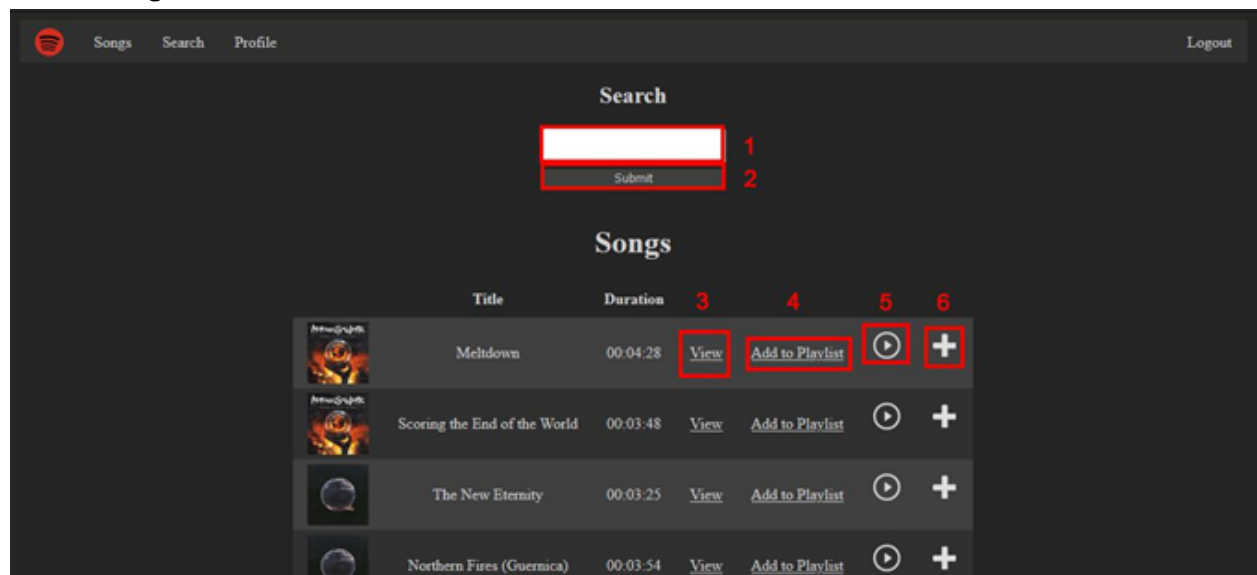 Songs Search Profile Logout
Search
1
Submit 2
Songs
Title Duration 3 4 5 6
Meltdown 00:04:28 View Add to Playlist
Scoring the End of the World 00:03:48 View Add to Playlist
The New Eternity 00:03:25 View Add to Playlist
Northern Fires (Guernica) 00:03:54 View Add to Playlist